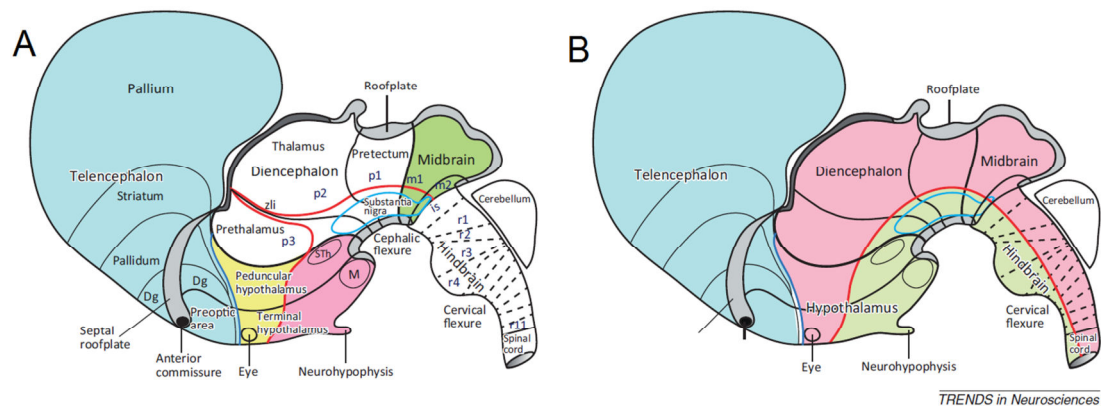 A
Pallium
Telencephalon
Striatum
Pallidum
Dg
Dg
Preoptic
area
Septal
roofplate
Anterior
commissure
Eye
Neurohypophysis
Roofplate
Thalamus
Diencephalon
p2
zli
Pretectum
p1
Midbrain
m1
m2
is
Substantia
nigra
Prethalamus
p3
Peduncular
hypothalamus
Terminal
hypothalamus
STh
M
Cephalic
flexure
Cerebellum
r1
r2
r3
r4
Hindbrain
r11
Cervical
flexure
Spinal
cord
B
Telencephalon
Roofplate
Diencephalon
Midbrain
Cerebellum
Hypothalamus
Hindbrain
Cervical
flexure
Spinal
cord
Eye
Neurohypophysis
TRENDS in Neurosciences